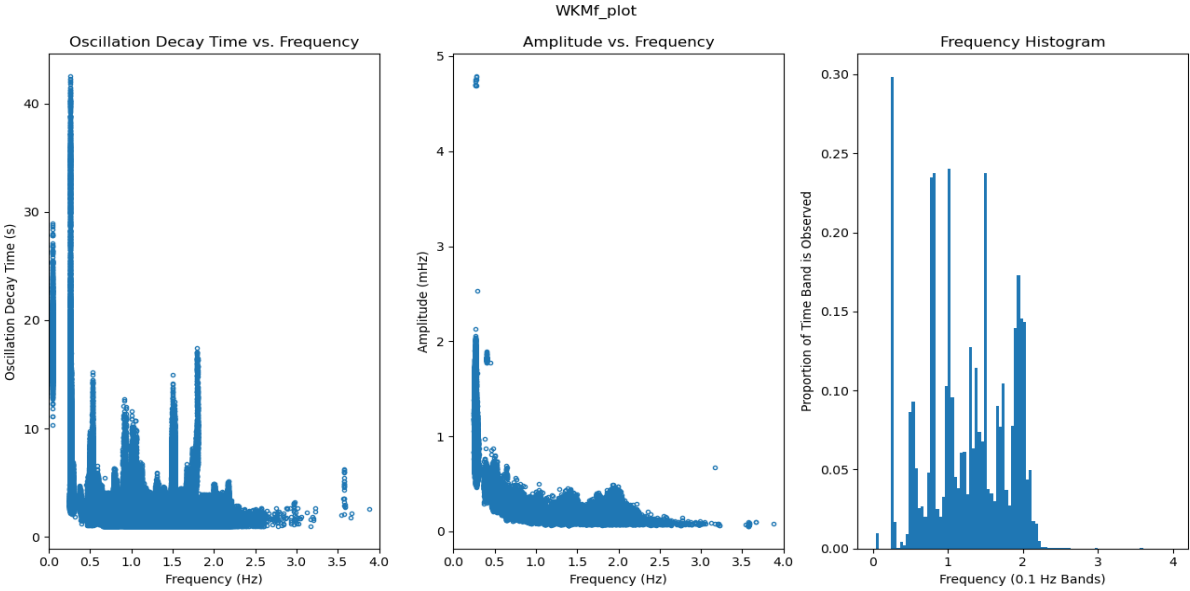 WKMf_plot
Oscillation Decay Time vs. Frequency
Oscillation Decay Time (s)
40
30
20
10
0
0.0 0.5 1.0 1.5 2.0 2.5 3.0 3.5 4.0
Frequency (Hz)
Amplitude vs. Frequency
Amplitude (mHz)
5
4
3
2
1
0
0.0 0.5 1.0 1.5 2.0 2.5 3.0 3.5 4.0
Frequency (Hz)
Frequency Histogram
Proportion of Time Band is Observed
0.30
0.25
0.20
0.15
0.10
0.05
0.00
0 1 2 3 4
Frequency (0.1 Hz Bands)